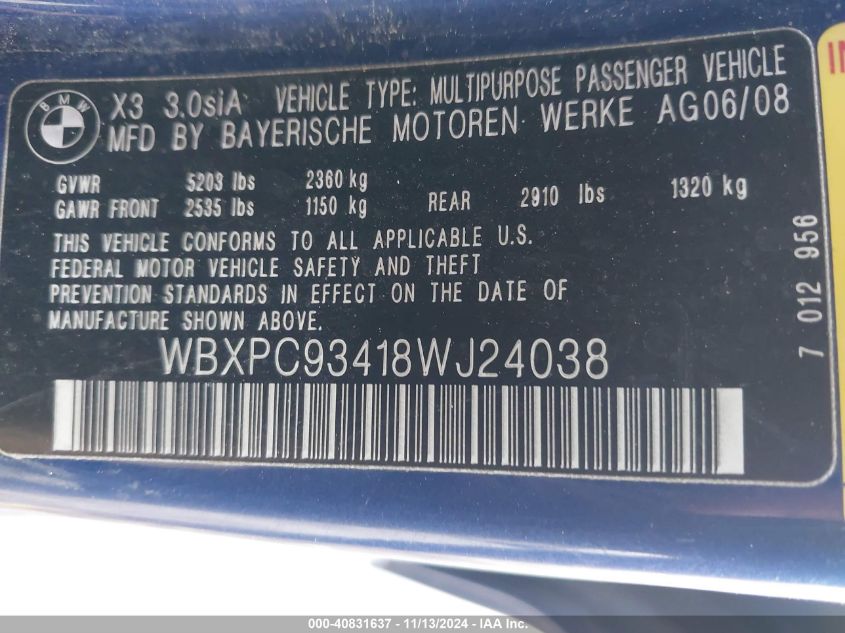 BMW
X3 3.0siA VEHICLE TYPE: MULTIPURPOSE PASSENGER VEHICLE
MFD BY BAYERISCHE MOTOREN WERKE AG06/08
GVWR 5203 lbs 2360 kg
GAWR FRONT 2535 lbs 1150 kg REAR 2910 lbs 1320 kg
THIS VEHICLE CONFORMS TO ALL APPLICABLE U.S.
FEDERAL MOTOR VEHICLE SAFETY AND THEFT
PREVENTION STANDARDS IN EFFECT ON THE DATE OF
MANUFACTURE SHOWN ABOVE.
WBXPC93418WJ24038
7 012 956
000-40831637 - 11/13/2024 - Stands for details